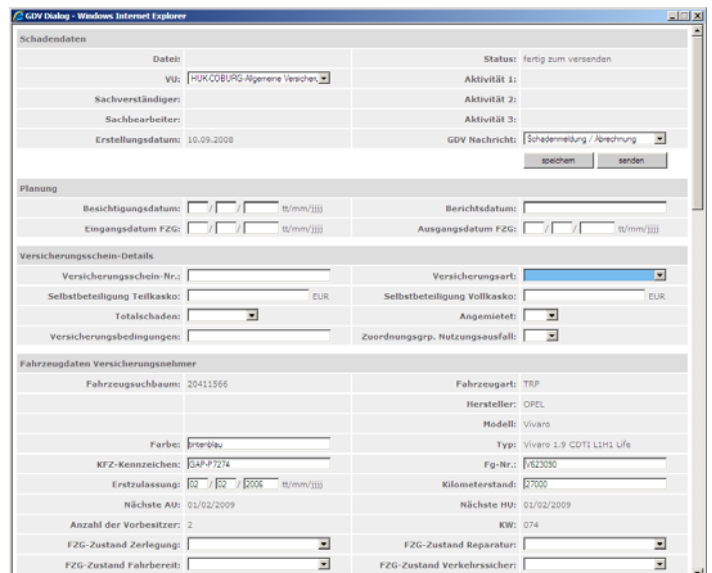 GDV Dialog - Windows Internet Explorer
Schadendaten
Datei: Status: fertig zum versenden
VU: HUK-COBURG-Allgemeine Versicheru Aktivität 1:
Sachverständiger: Aktivität 2:
Sachbearbeiter: Aktivität 3:
Erstellungsdatum: 10.09.2008 GDV Nachricht: Schadenmeldung / Abrechnung
speichern senden
Planung
Besichtigungsdatum: / / tt/mm/jjjj Berichtsdatum:
Eingangsdatum FZG: / / tt/mm/jjjj Ausgangsdatum FZG: / / tt/mm/jjjj
Versicherungsschein-Details
Versicherungsschein-Nr.: Versicherungsart:
Selbstbeteiligung Teilkasko: EUR Selbstbeteiligung Vollkasko: EUR
Totalschaden: Angemietet:
Versicherungsbedingungen: Zuordnungsgrp. Nutzungsausfall:
Fahrzeugdaten Versicherungsnehmer
Fahrzeugsuchbaum: 20411566 Fahrzeugart: TRP
Hersteller: OPEL
Modell: Vivaro
Farbe: tintenblau Typ: Vivaro 1.9 CDTI L1H1 Life
KFZ-Kennzeichen: GAP-P7274 Fg-Nr.: V623090
Erstzulassung: 02 / 02 / 2006 tt/mm/jjjj Kilometerstand: 27000
Nächste AU: 01/02/2009 Nächste HU: 01/02/2009
Anzahl der Vorbesitzer: 2 KW: 074
FZG-Zustand Zerlegung: FZG-Zustand Reparatur:
FZG-Zustand Fahrbereit: FZG-Zustand Verkehrssicher: